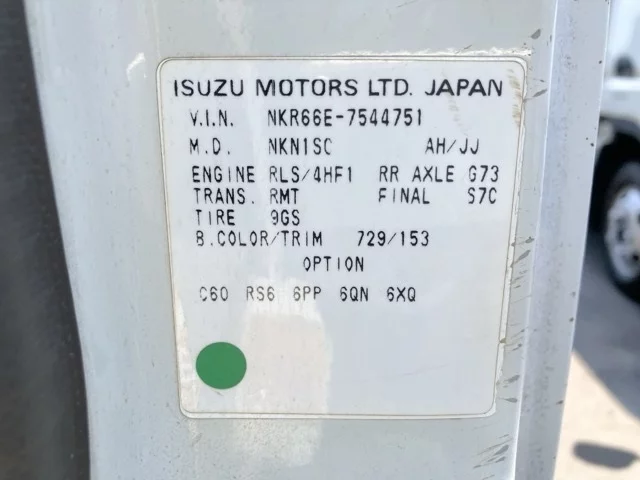 ISUZU MOTORS LTD. JAPAN
V.I.N. NKR66E-7544751
M.D. NKN1SC AH/JJ
ENGINE RLS/4HF1 RR AXLE G73
TRANS. RMT FINAL S7C
TIRE 9GS
B.COLOR/TRIM 729/153
OPTION
C60 RS6 6PP 6QN 6XQ